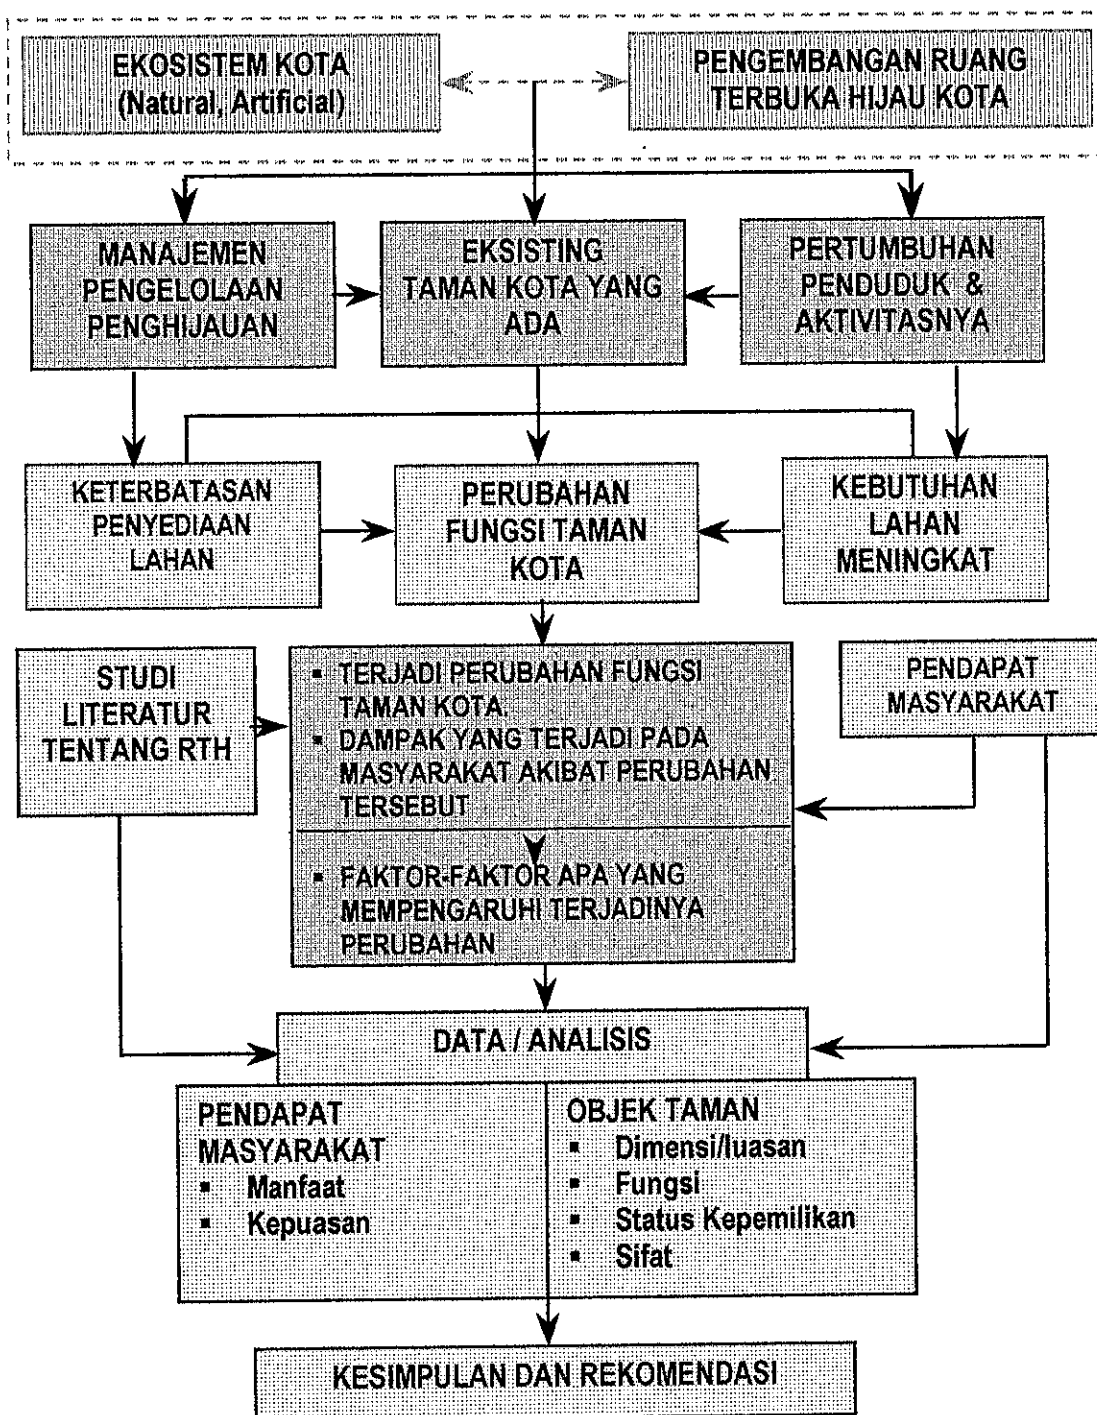 EKOSISTEM KOTA
(Natural, Artificial)
PENGEMBANGAN RUANG
TERBUKA HIJAU KOTA
MANAJEMEN
PENGELOLAAN
PENGHIJAUAN
EKSISTING
TAMAN KOTA YANG
ADA
PERTUMBUHAN
PENDUDUK &
AKTIVITASNYA
KETERBATASAN
PENYEDIAAN
LAHAN
PERUBAHAN
FUNGSI TAMAN
KOTA
KEBUTUHAN
LAHAN
MENINGKAT
STUDI
LITERATUR
TENTANG RTH
▪ TERJADI PERUBAHAN FUNGSI
TAMAN KOTA.
▪ DAMPAK YANG TERJADI PADA
MASYARAKAT AKIBAT PERUBAHAN
TERSEBUT
▪ FAKTOR-FAKTOR APA YANG
MEMPENGARUHI TERJADINYA
PERUBAHAN
PENDAPAT
MASYARAKAT
DATA / ANALISIS
PENDAPAT
MASYARAKAT
▪ Manfaat
▪ Kepuasan
OBJEK TAMAN
▪ Dimensi/luasan
▪ Fungsi
▪ Status Kepemilikan
▪ Sifat
KESIMPULAN DAN REKOMENDASI